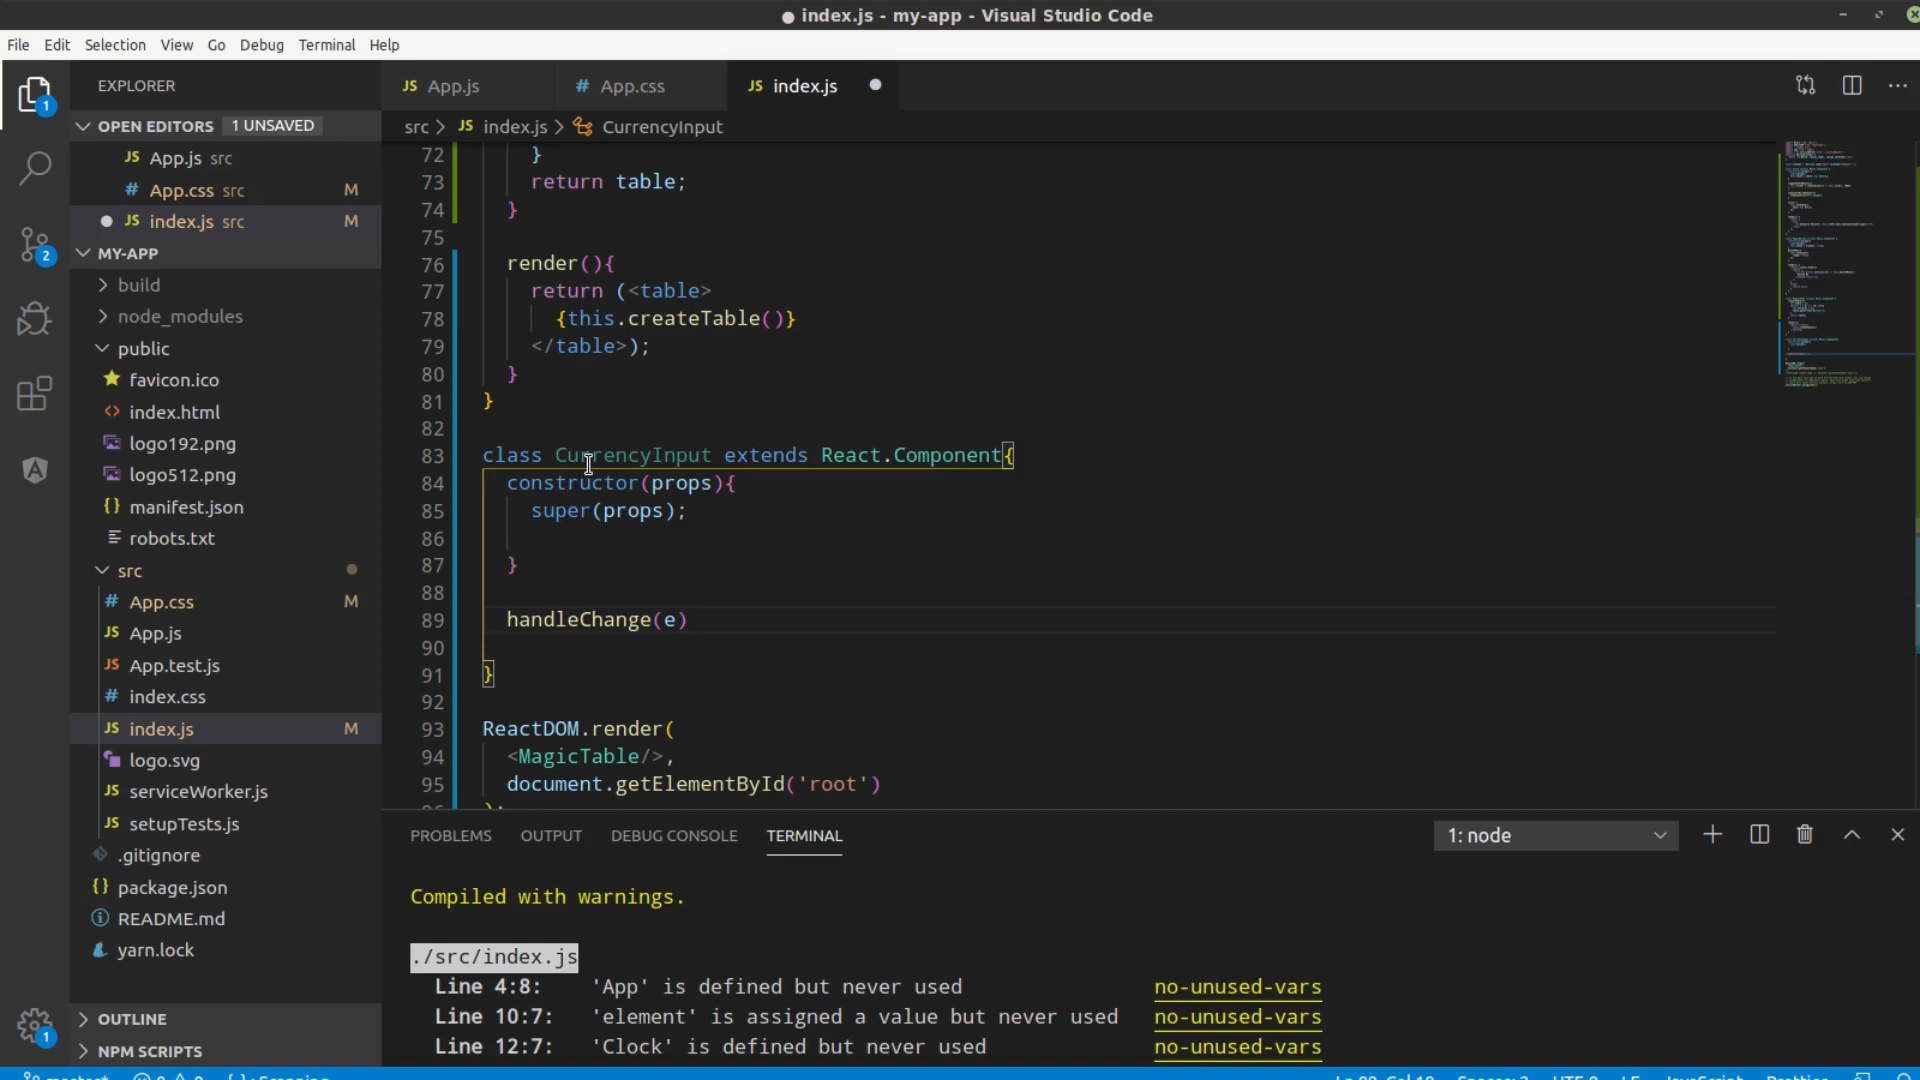 index.js - my-app - Visual Studio Code
File Edit Selection View Go Debug Terminal Help
EXPLORER
OPEN EDITORS 1 UNSAVED
JS App.js src
# App.css src M
JS index.js src M
MY-APP
build
node_modules
public
favicon.ico
<> index.html
logo192.png
logo512.png
{} manifest.json
robots.txt
src
# App.css M
JS App.js
JS App.test.js
# index.css
JS index.js M
logo.svg
JS serviceWorker.js
JS setupTests.js
.gitignore
{} package.json
README.md
yarn.lock
OUTLINE
NPM SCRIPTS
1
2
1
JS App.js # App.css JS index.js
src > JS index.js > CurrencyInput
72 }
73 return table;
74 }
75
76 render(){
77 return (<table>
78 {this.createTable()}
79 </table>);
80 }
81 }
82
83 class CurrencyInput extends React.Component{
84 constructor(props){
85 super(props);
86
87 }
88
89 handleChange(e)
90
91 }
92
93 ReactDOM.render(
94 <MagicTable/>,
95 document.getElementById('root')
PROBLEMS OUTPUT DEBUG CONSOLE TERMINAL 1: node
Compiled with warnings.
./src/index.js
Line 4:8: 'App' is defined but never used no-unused-vars
Line 10:7: 'element' is assigned a value but never used no-unused-vars
Line 12:7: 'Clock' is defined but never used no-unused-vars